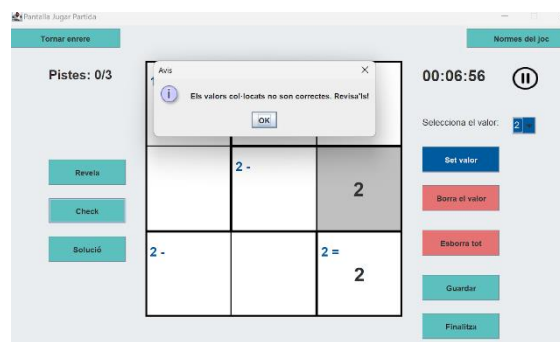 Pantalla Jugar Partida
Tornar enrere
Normes del joc
Pistes: 0/3
Avis
Els valors col·locats no son correctes. Revisa'ls!
OK
00:06:56
Selecciona el valor:
2
Revela
Check
Solució
2 -
2
2 -
2 =
2
Set valor
Borra el valor
Esborra tot
Guardar
Finalitza